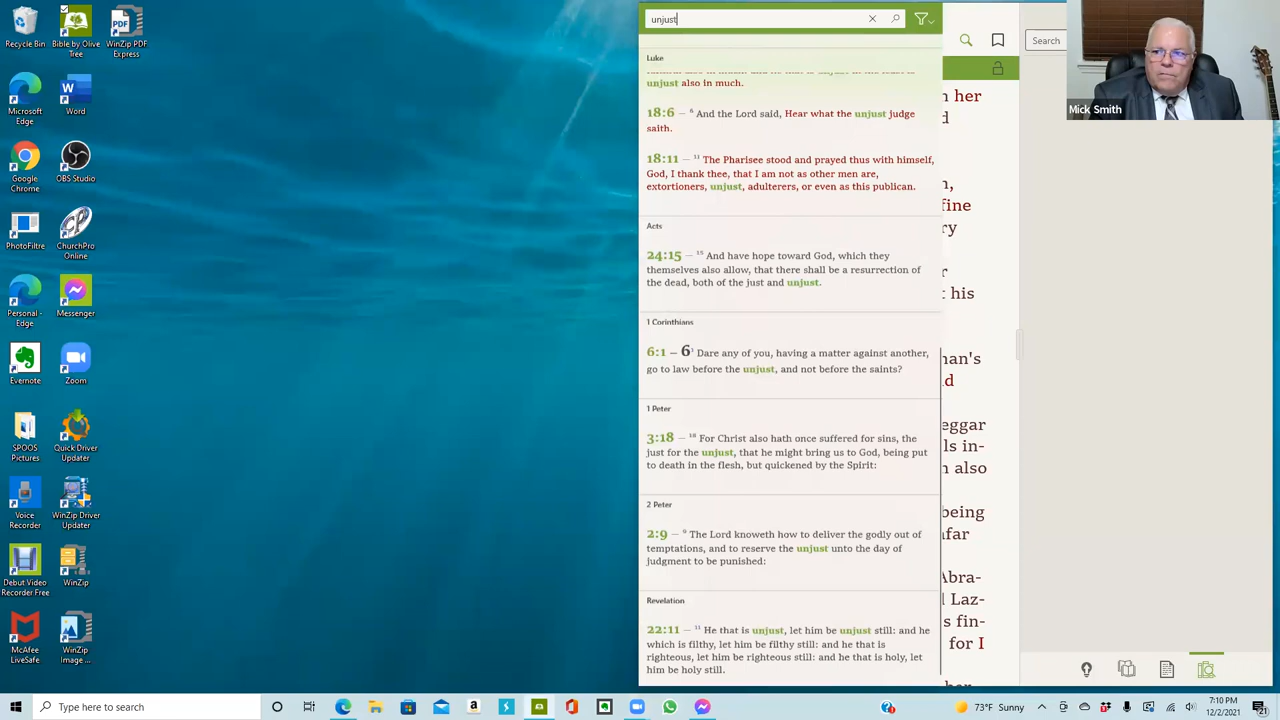 Recycle Bin
Bible by Olive Tree
WinZip PDF Express
Microsoft Edge
Word
Google Chrome
OBS Studio
PhotoFiltre
ChurchPro Online
Personal - Edge
Messenger
Evernote
Zoom
SPOOS Pictures
Quick Driver Updater
Voice Recorder
WinZip Driver Updater
Debut Video Recorder Free
WinZip
McAfee LiveSafe
WinZip Image ...
unjust
Luke
unjust also in much.
18:6 – 6 And the Lord said, Hear what the unjust judge
saith.
18:11 – 11 The Pharisee stood and prayed thus with himself,
God, I thank thee, that I am not as other men are,
extortioners, unjust, adulterers, or even as this publican.
Acts
24:15 – 15 And have hope toward God, which they
themselves also allow, that there shall be a resurrection of
the dead, both of the just and unjust.
1 Corinthians
6:1 – 6 1 Dare any of you, having a matter against another,
go to law before the unjust, and not before the saints?
1 Peter
3:18 – 18 For Christ also hath once suffered for sins, the
just for the unjust, that he might bring us to God, being put
to death in the flesh, but quickened by the Spirit:
2 Peter
2:9 – 9 The Lord knoweth how to deliver the godly out of
temptations, and to reserve the unjust unto the day of
judgment to be punished:
Revelation
22:11 – 11 He that is unjust, let him be unjust still: and he
which is filthy, let him be filthy still: and he that is
righteous, let him be righteous still: and he that is holy, let
him be holy still.
n her
d
n,
fine
ry
r
t his
nan's
d
eggar
ls in-
n also
being
far
Abra-
l Laz-
s fin-
for I
Search
Mick Smith
Type here to search
73°F Sunny
7:10 PM
12/2/2021